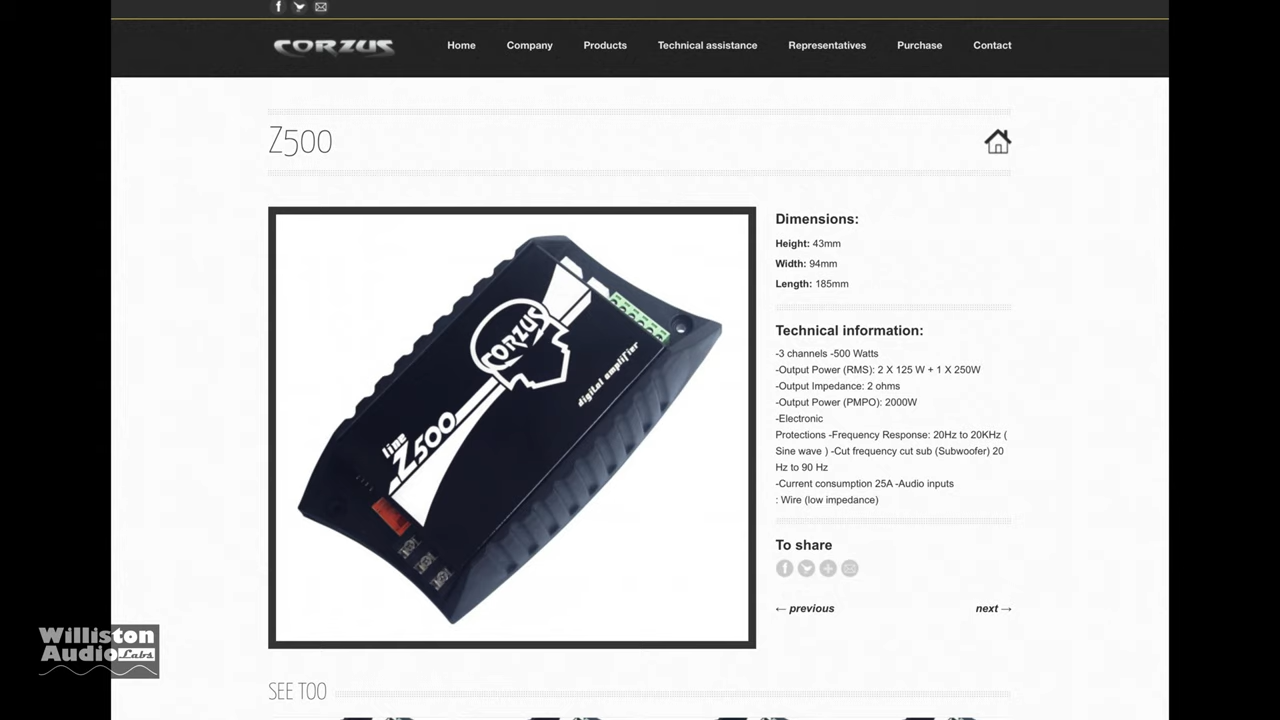 CORZUS
Home Company Products Technical assistance Representatives Purchase Contact
Z500
CORZUS
digital amplifier
line
Z500
Dimensions:
Height: 43mm
Width: 94mm
Length: 185mm
Technical information:
-3 channels -500 Watts
-Output Power (RMS): 2 X 125 W + 1 X 250W
-Output Impedance: 2 ohms
-Output Power (PMPO): 2000W
-Electronic
Protections -Frequency Response: 20Hz to 20KHz (
Sine wave ) -Cut frequency cut sub (Subwoofer) 20
Hz to 90 Hz
-Current consumption 25A -Audio inputs
: Wire (low impedance)
To share
← previous next →
Williston
Audio Labs
SEE TOO